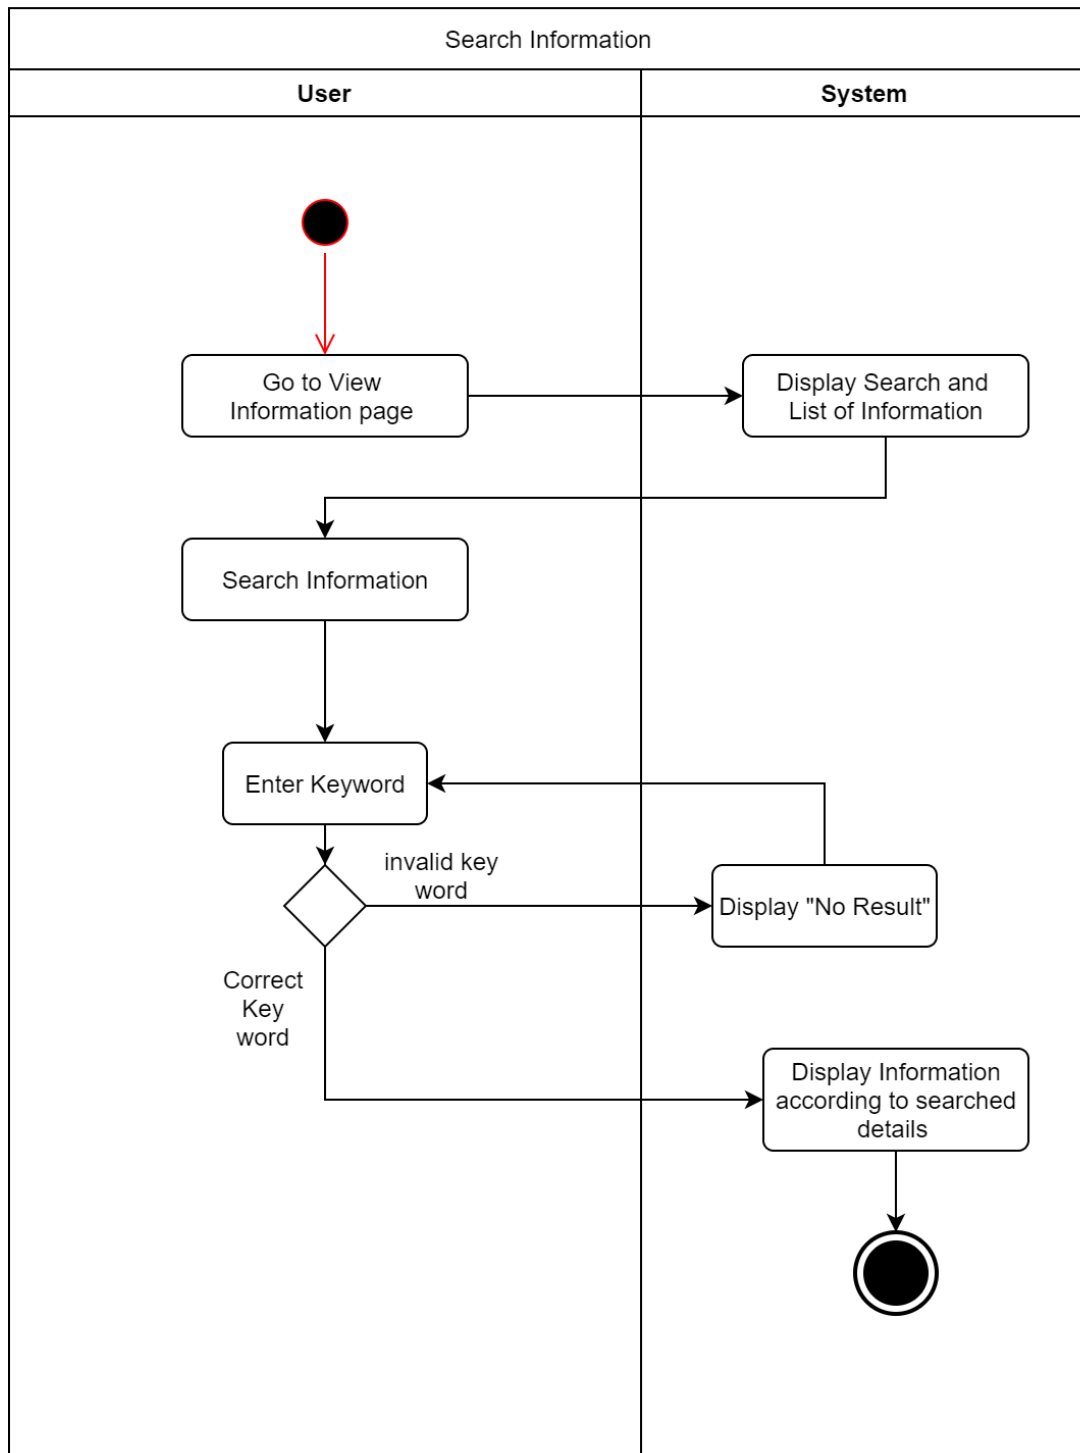 Search Information
User
System
Go to View
Information page
Display Search and
List of Information
Search Information
Enter Keyword
invalid key
word
Display "No Result"
Correct
Key
word
Display Information
according to searched
details